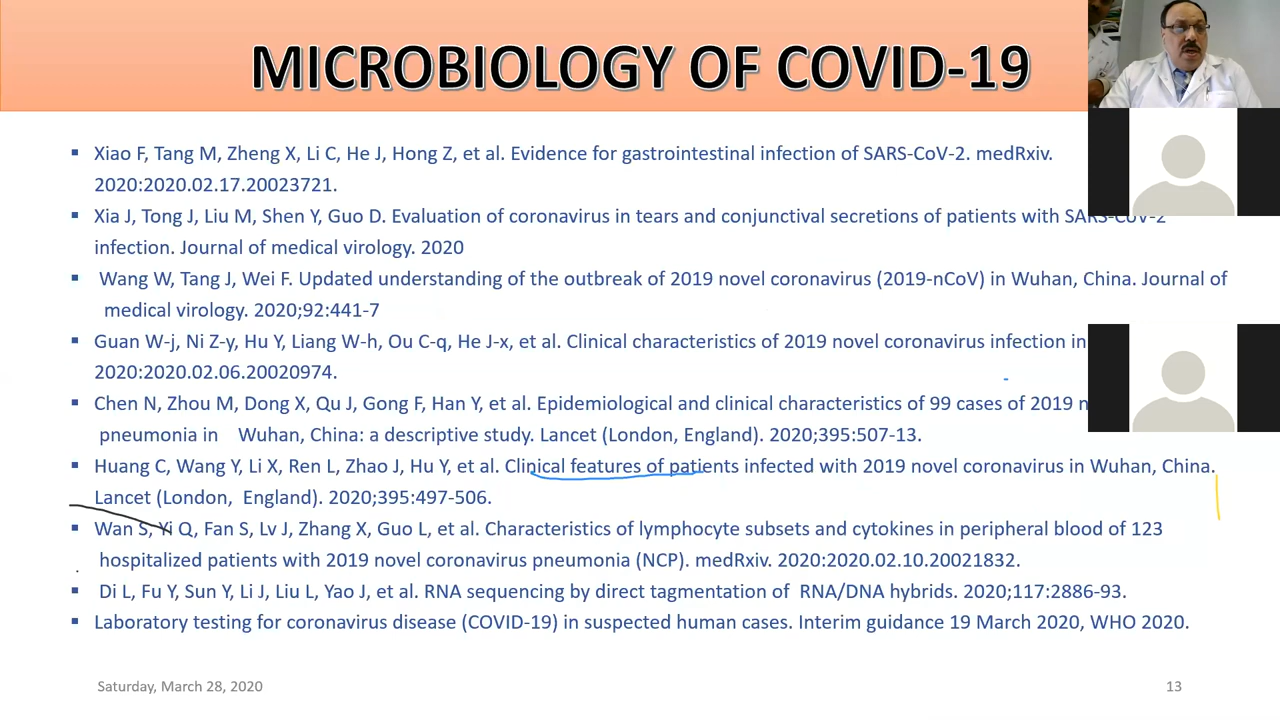 MICROBIOLOGY OF COVID-19
▪ Xiao F, Tang M, Zheng X, Li C, He J, Hong Z, et al. Evidence for gastrointestinal infection of SARS-CoV-2. medRxiv.
2020:2020.02.17.20023721.
▪ Xia J, Tong J, Liu M, Shen Y, Guo D. Evaluation of coronavirus in tears and conjunctival secretions of patients with SARS-CoV-2
infection. Journal of medical virology. 2020
▪ Wang W, Tang J, Wei F. Updated understanding of the outbreak of 2019 novel coronavirus (2019-nCoV) in Wuhan, China. Journal of
medical virology. 2020;92:441-7
▪ Guan W-j, Ni Z-y, Hu Y, Liang W-h, Ou C-q, He J-x, et al. Clinical characteristics of 2019 novel coronavirus infection in
2020:2020.02.06.20020974.
▪ Chen N, Zhou M, Dong X, Qu J, Gong F, Han Y, et al. Epidemiological and clinical characteristics of 99 cases of 2019 n
pneumonia in Wuhan, China: a descriptive study. Lancet (London, England). 2020;395:507-13.
▪ Huang C, Wang Y, Li X, Ren L, Zhao J, Hu Y, et al. Clinical features of patients infected with 2019 novel coronavirus in Wuhan, China.
Lancet (London, England). 2020;395:497-506.
▪ Wan S, Yi Q, Fan S, Lv J, Zhang X, Guo L, et al. Characteristics of lymphocyte subsets and cytokines in peripheral blood of 123
hospitalized patients with 2019 novel coronavirus pneumonia (NCP). medRxiv. 2020:2020.02.10.20021832.
▪ Di L, Fu Y, Sun Y, Li J, Liu L, Yao J, et al. RNA sequencing by direct tagmentation of RNA/DNA hybrids. 2020;117:2886-93.
▪ Laboratory testing for coronavirus disease (COVID-19) in suspected human cases. Interim guidance 19 March 2020, WHO 2020.
Saturday, March 28, 2020
13